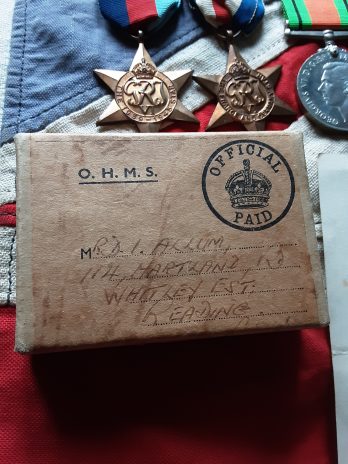 O.H.M.S.
OFFICIAL
PAID
MR D.I. ALLUM,
114, HARTLAND, RD
WHITLEY EST.
READING.